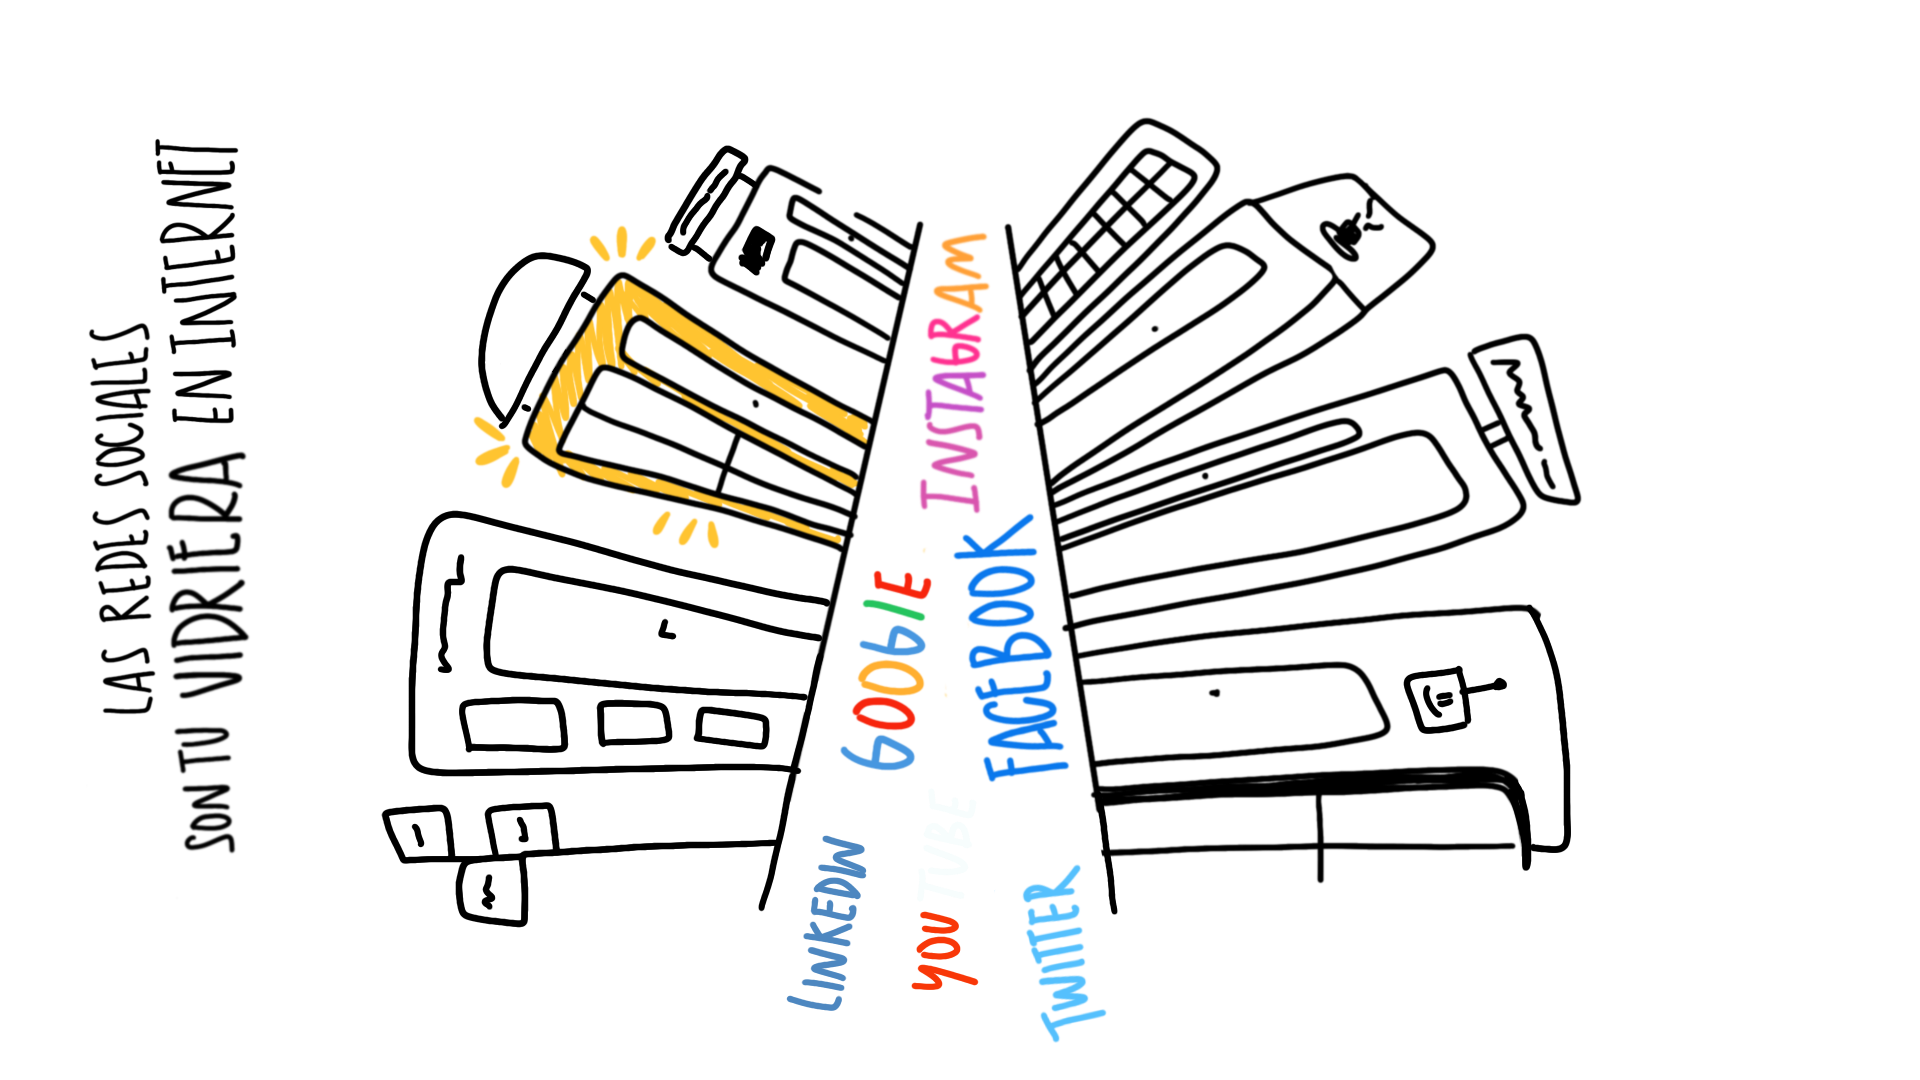 LAS REDES SOCIALES
SON TU VIDRIERA EN INTERNET
INSTAGRAM
GOOGLE
FACEBOOK
LINKEDIN
YOU TUBE
TWITTER